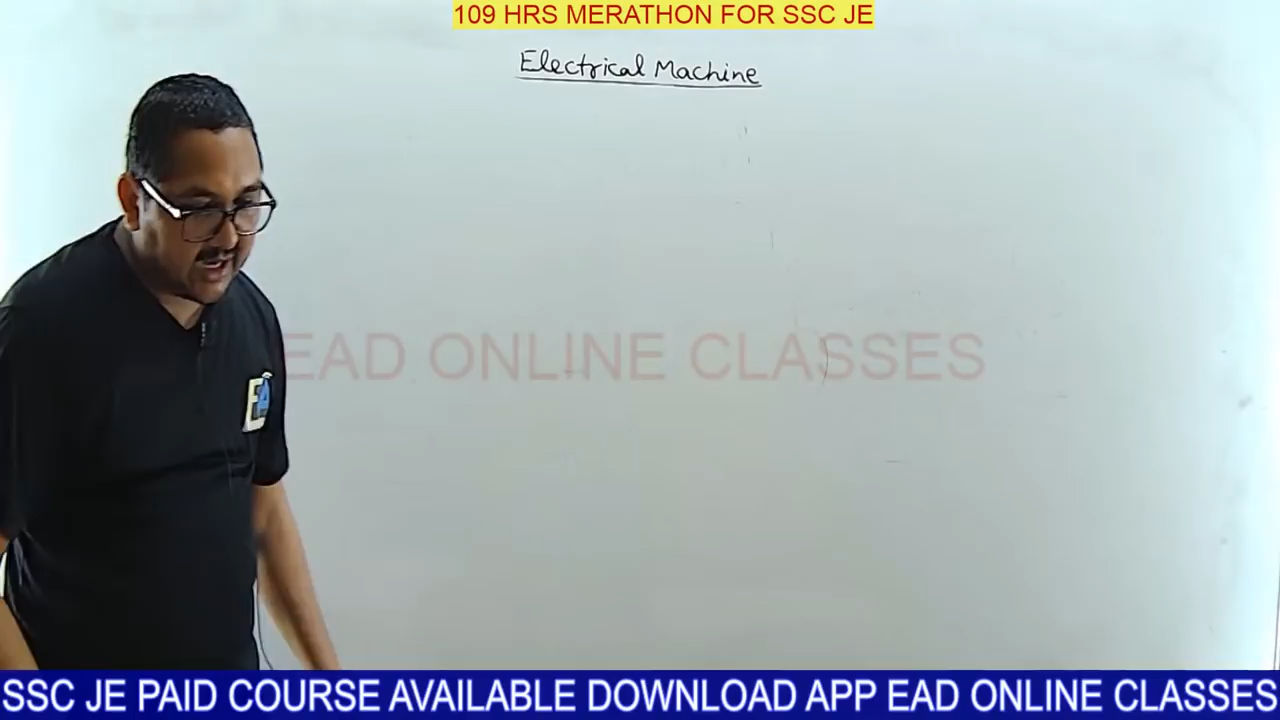 109 HRS MERATHON FOR SSC JE
Electrical Machine
EAD ONLINE CLASSES
SSC JE PAID COURSE AVAILABLE DOWNLOAD APP EAD ONLINE CLASSES